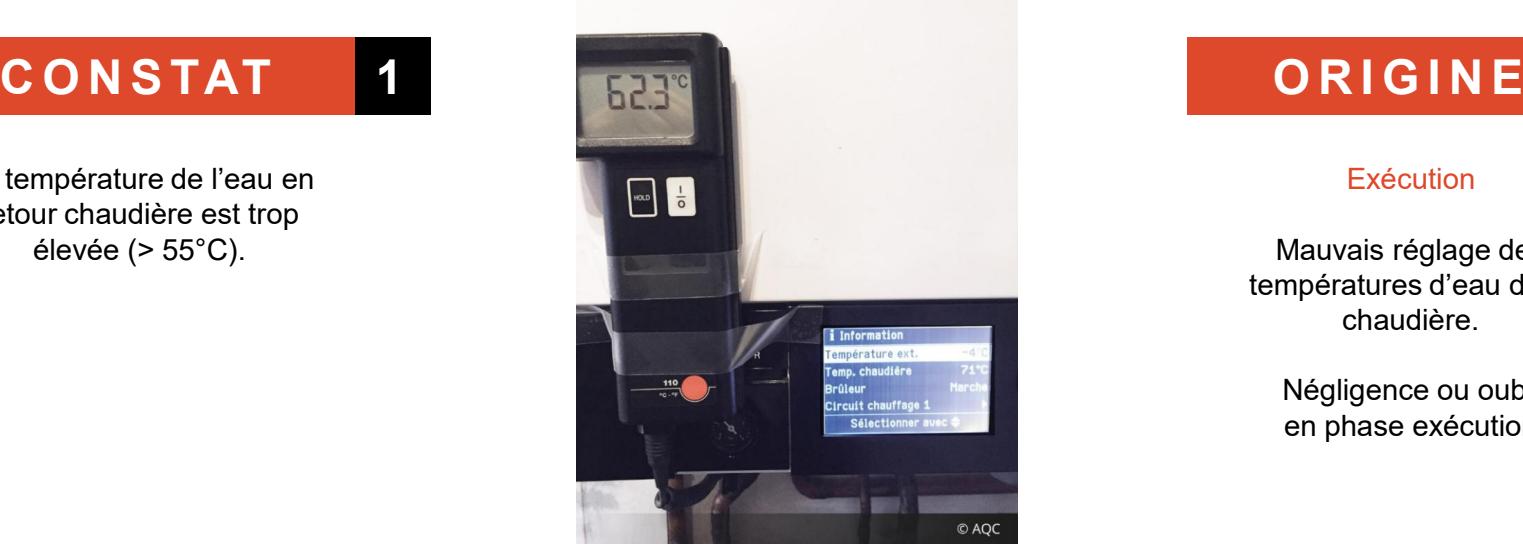 CONSTAT 1
température de l’eau en
etour chaudière est trop
élevée (> 55°C).
62.3 °C
HOLD
I
O
110
°C - °F
R
i Information
Température ext. -4°C
Temp. chaudière 71°C
Brûleur Marche
Circuit chauffage 1
Sélectionner avec
© AQC
ORIGINE
Exécution
Mauvais réglage de
températures d’eau d
chaudière.
Négligence ou oub
en phase exécution